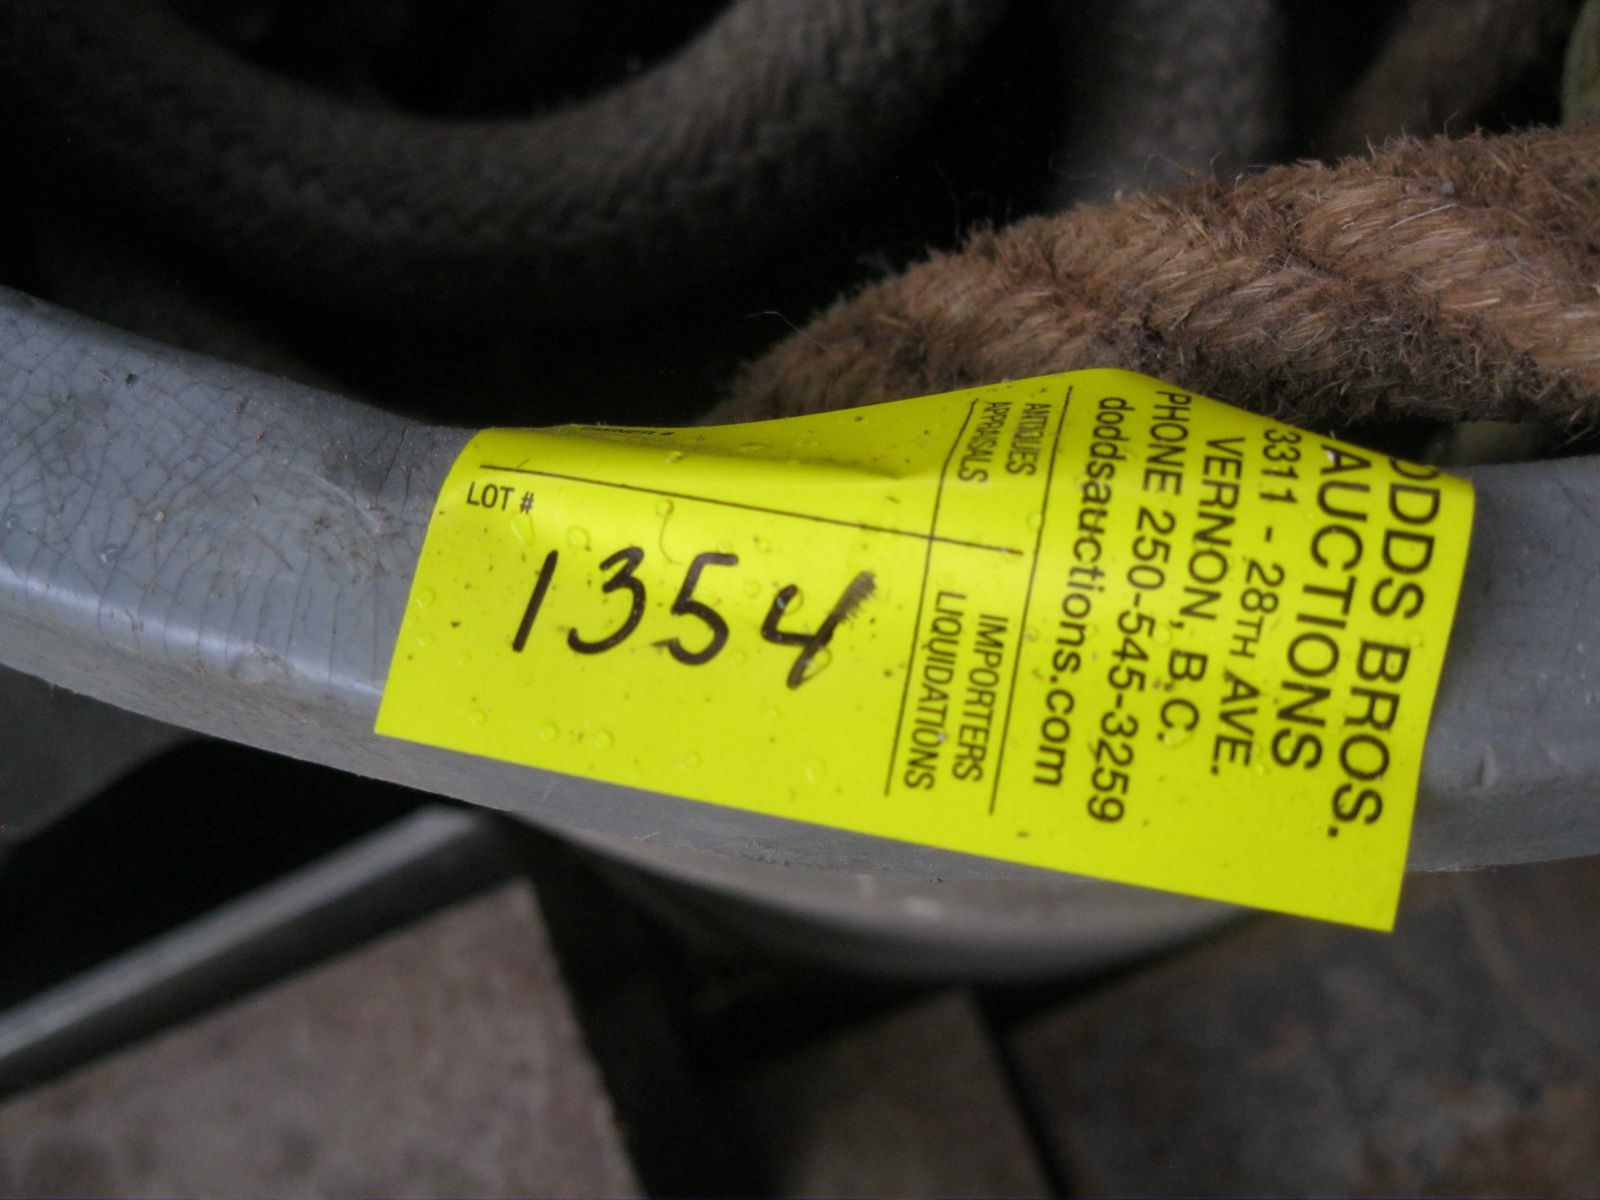 DODDS BROS.
AUCTIONS
3311 - 28TH AVE.
VERNON, B.C.
PHONE 250-545-3259
doddsauctions.com
ANTIQUES IMPORTERS
APPRAISALS LIQUIDATIONS
LOT #
1354